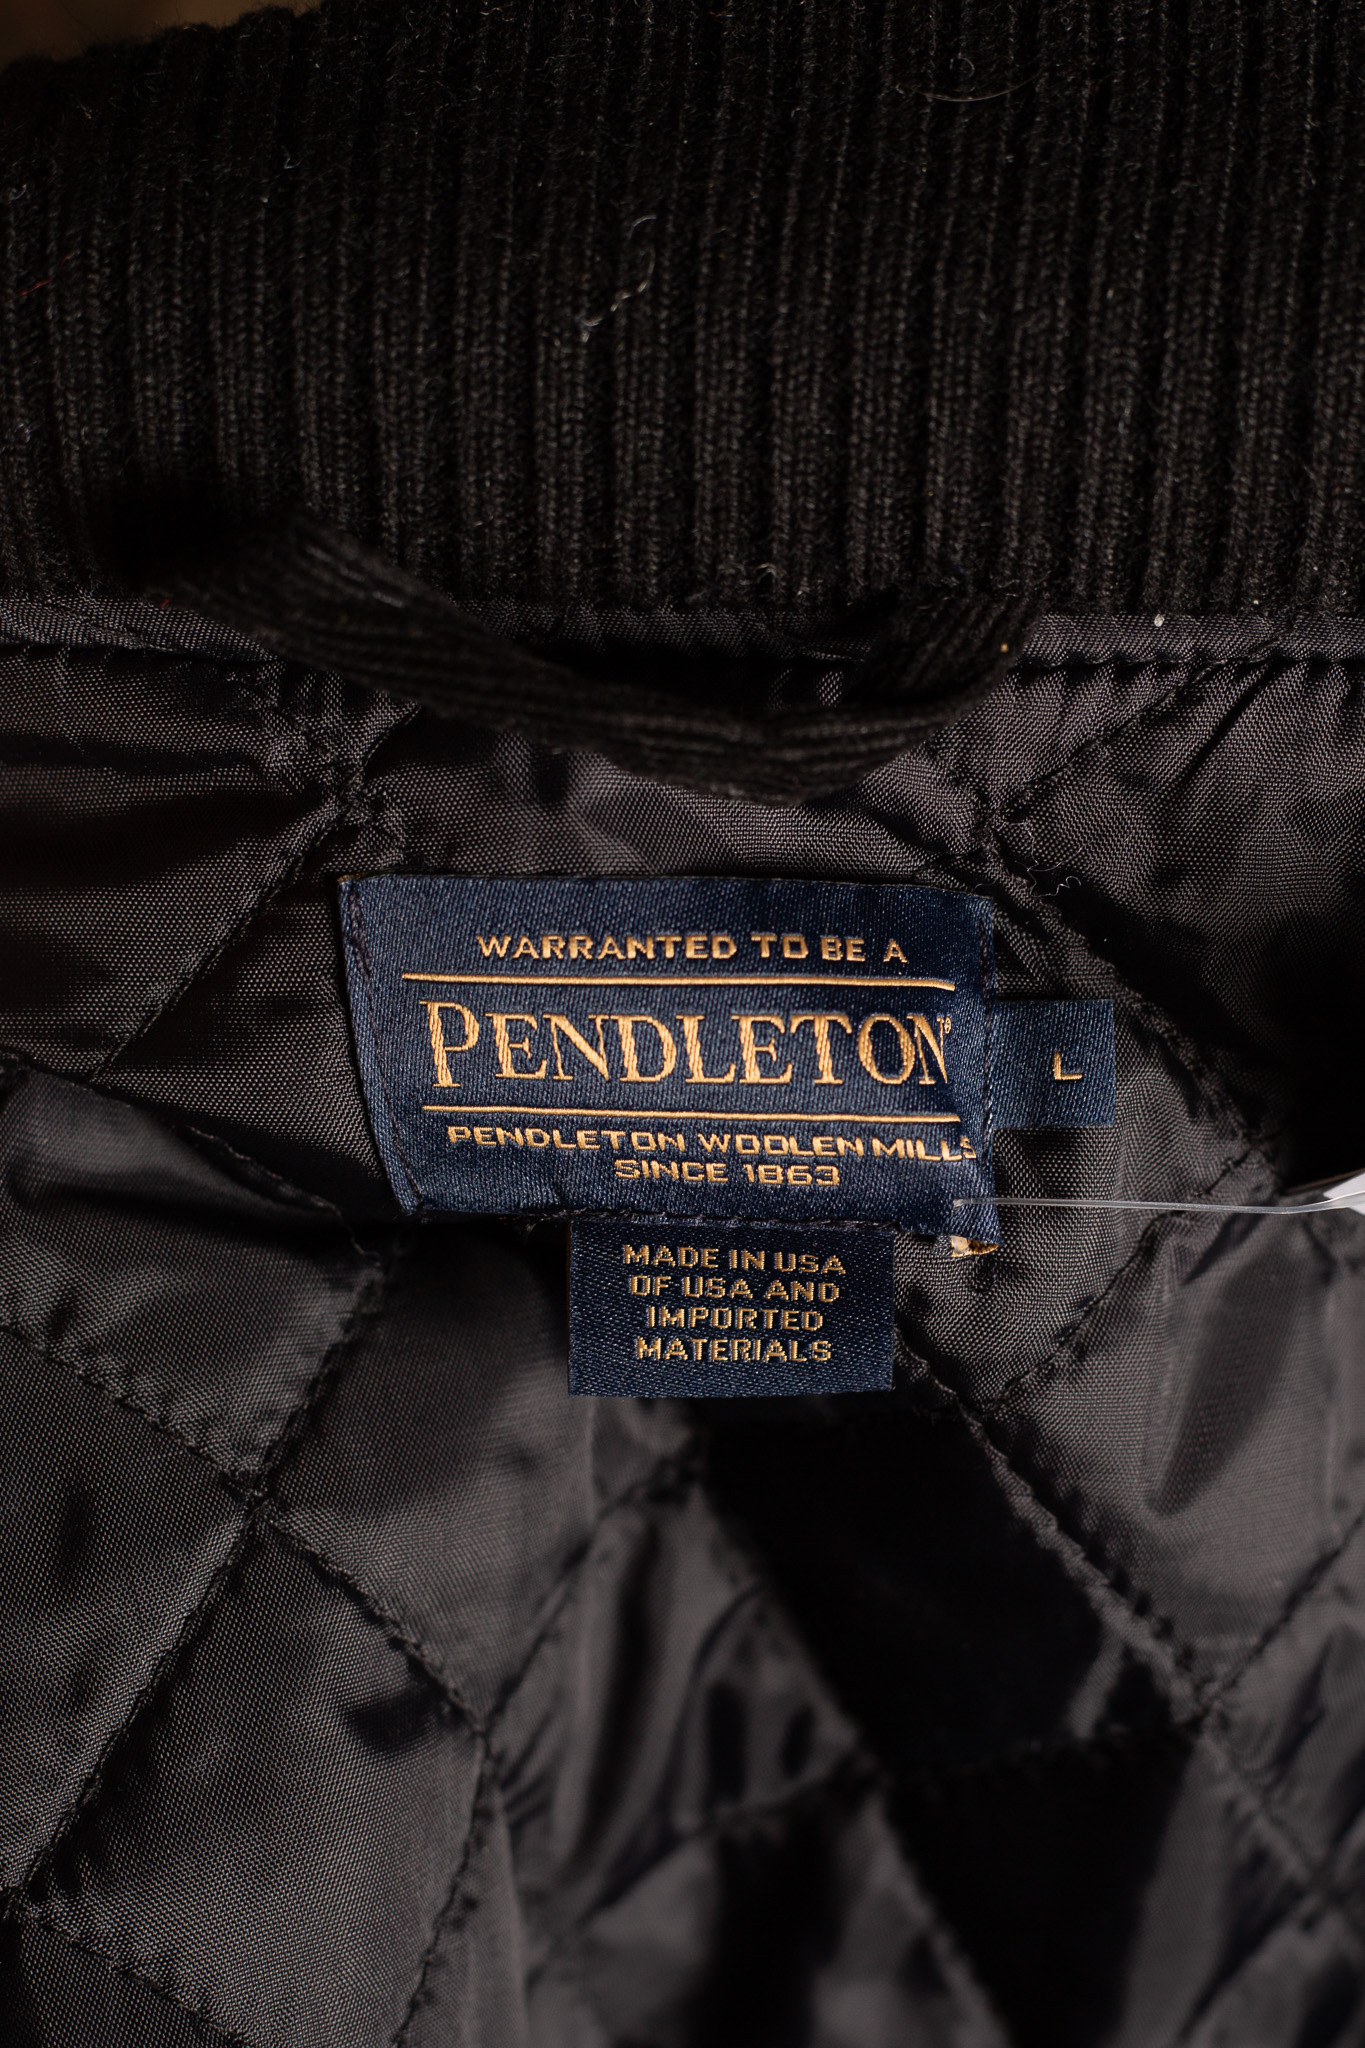 WARRANTED TO BE A
PENDLETON®
L
PENDLETON WOOLEN MILLS
SINCE 1863
MADE IN USA
OF USA AND
IMPORTED
MATERIALS